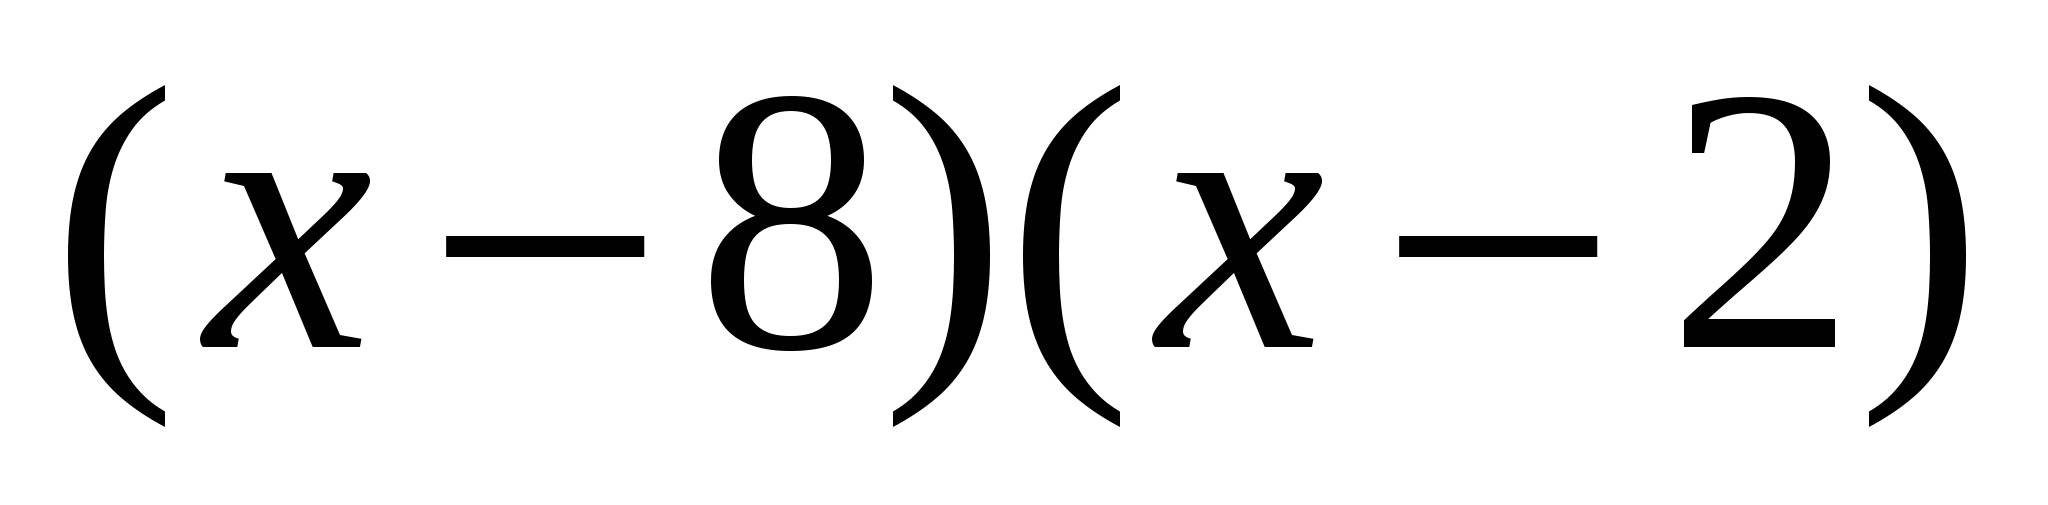 (x − 8)(x − 2)